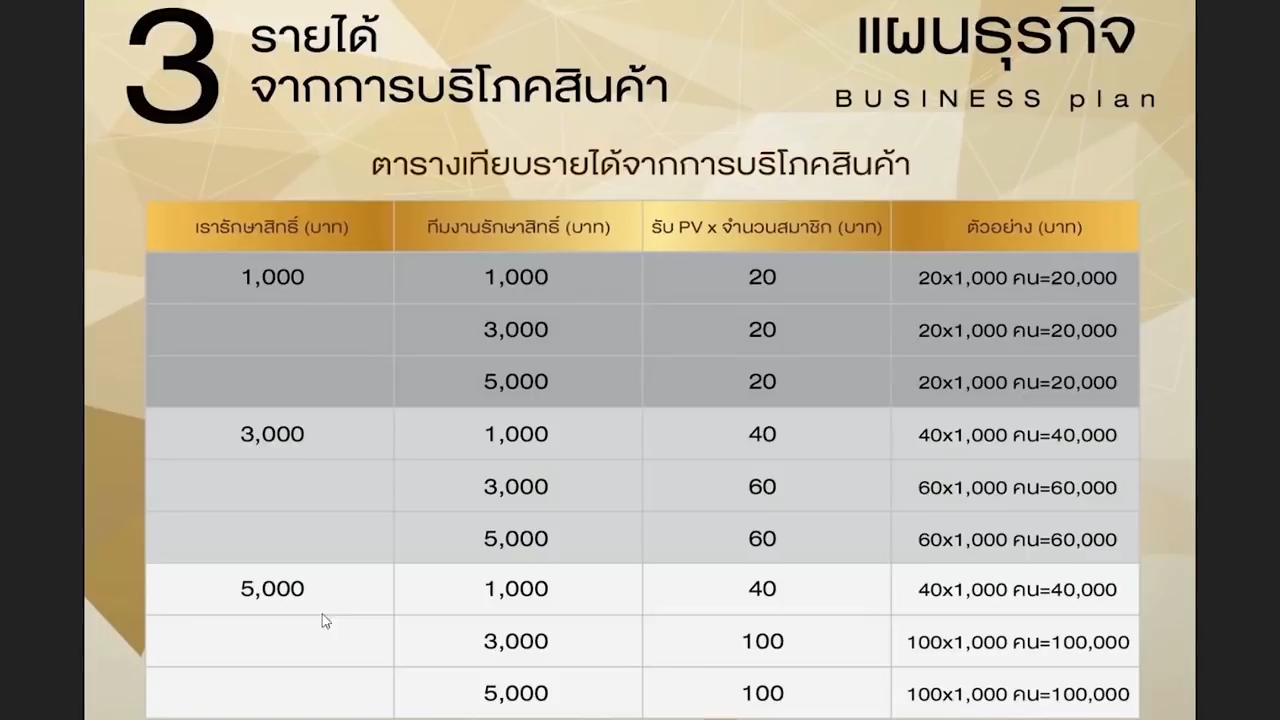 3
รายได้
จากการบริโภคสินค้า
แผนธุรกิจ
BUSINESS plan
ตารางเทียบรายได้จากการบริโภคสินค้า
เรารักษาสิทธิ์ (บาท) ทีมงานรักษาสิทธิ์ (บาท) รับ PV x จำนวนสมาชิก (บาท) ตัวอย่าง (บาท)
1,000 1,000 20 20x1,000 คน=20,000
3,000 20 20x1,000 คน=20,000
5,000 20 20x1,000 คน=20,000
3,000 1,000 40 40x1,000 คน=40,000
3,000 60 60x1,000 คน=60,000
5,000 60 60x1,000 คน=60,000
5,000 1,000 40 40x1,000 คน=40,000
3,000 100 100x1,000 คน=100,000
5,000 100 100x1,000 คน=100,000